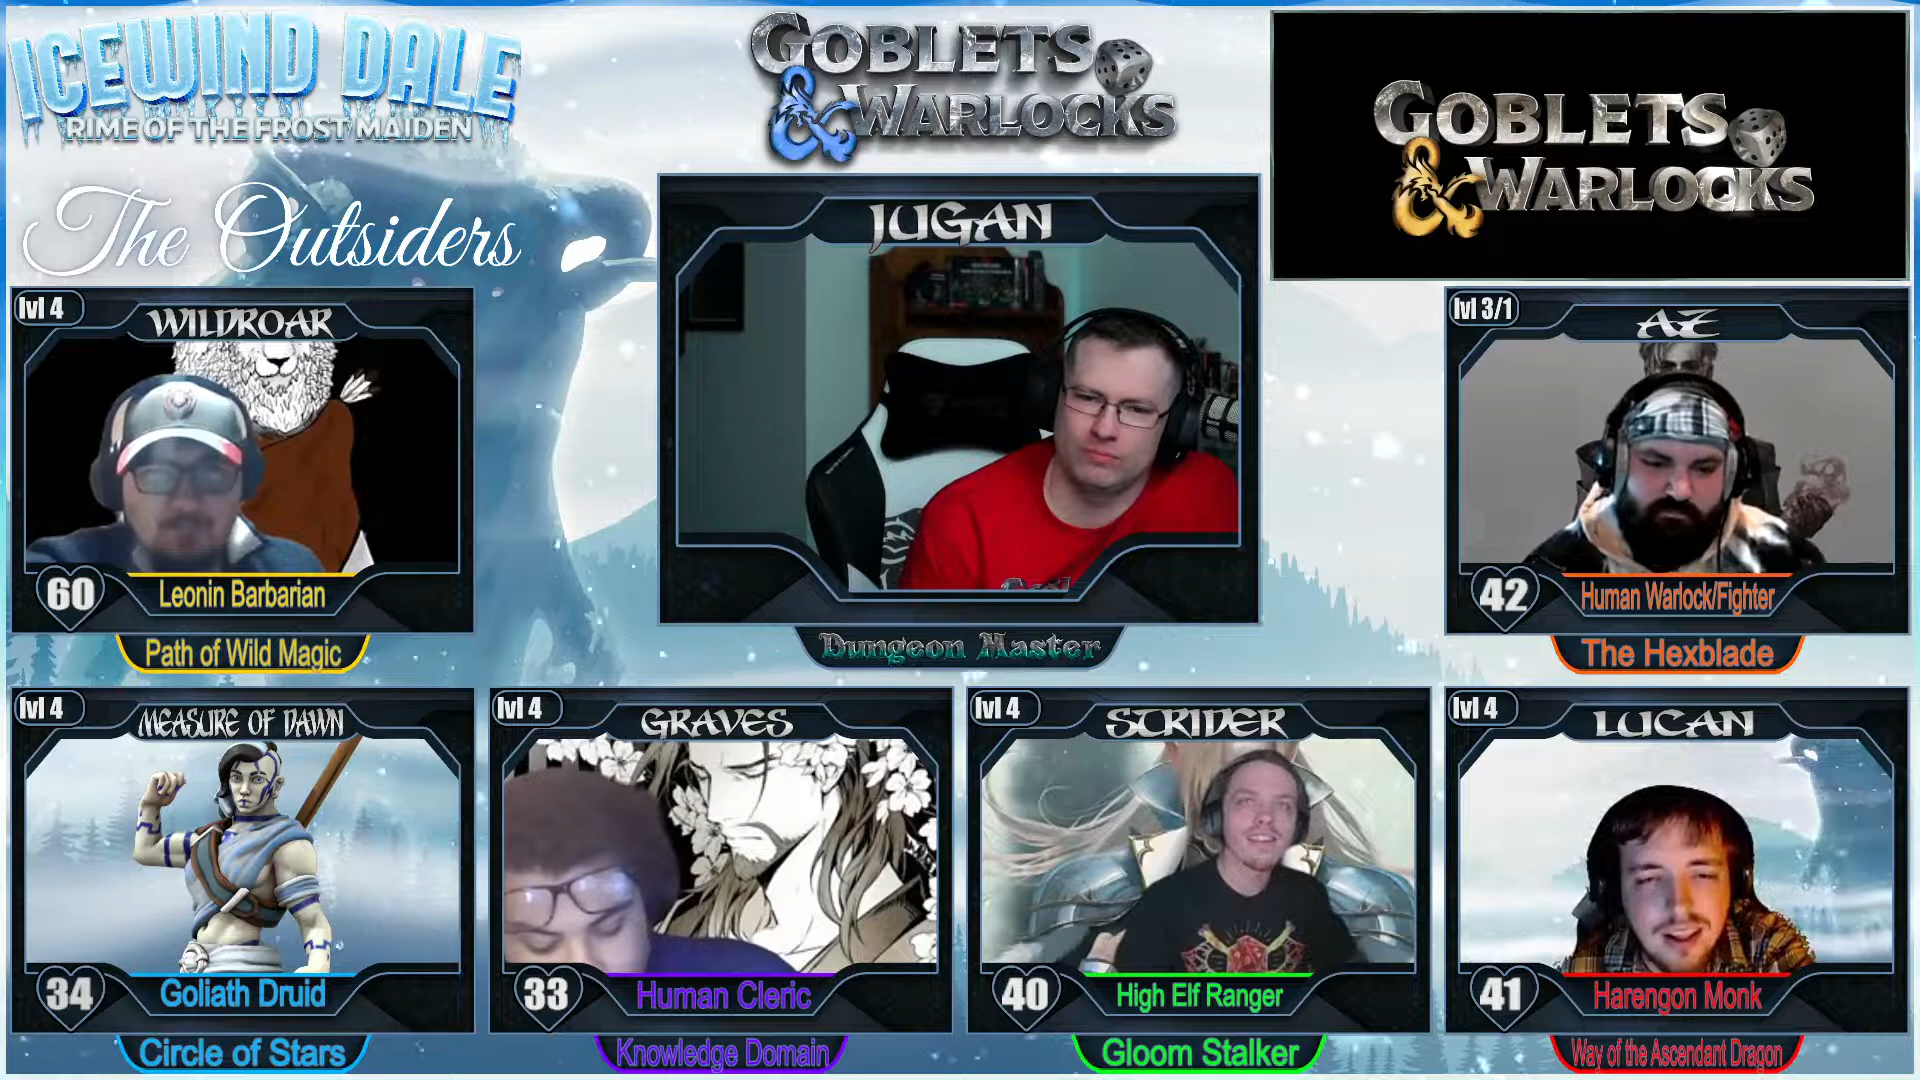 ICEWIND DALE
RIME OF THE FROST MAIDEN
The Outsiders
GOBLETS
& WARLOCKS
GOBLETS
& WARLOCKS
JUGAN
Dungeon Master
lvl 4
WILDROAR
60
Leonin Barbarian
Path of Wild Magic
lvl 3/1
AZ
42
Human Warlock/Fighter
The Hexblade
lvl 4
MEASURE OF DAWN
34
Goliath Druid
Circle of Stars
lvl 4
GRAVES
33
Human Cleric
Knowledge Domain
lvl 4
STRIDER
40
High Elf Ranger
Gloom Stalker
lvl 4
LUCAN
41
Harengon Monk
Way of the Ascendant Dragon